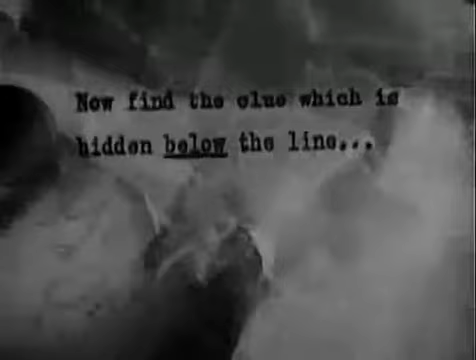 Now find the clue which is
hidden below the line...